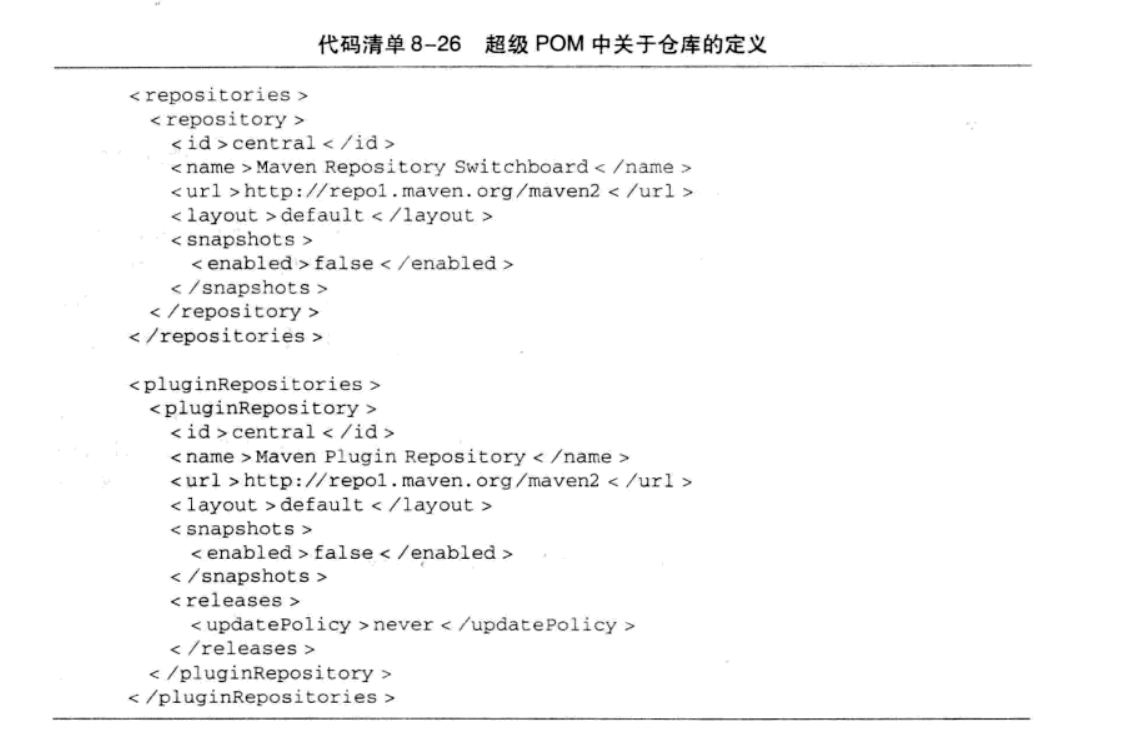 代码清单 8-26 超级 POM 中关于仓库的定义
<repositories>
<repository>
<id>central</id>
<name>Maven Repository Switchboard</name>
<url>http://repo1.maven.org/maven2</url>
<layout>default</layout>
<snapshots>
<enabled>false</enabled>
</snapshots>
</repository>
</repositories>
<pluginRepositories>
<pluginRepository>
<id>central</id>
<name>Maven Plugin Repository</name>
<url>http://repo1.maven.org/maven2</url>
<layout>default</layout>
<snapshots>
<enabled>false</enabled>
</snapshots>
<releases>
<updatePolicy>never</updatePolicy>
</releases>
</pluginRepository>
</pluginRepositories>